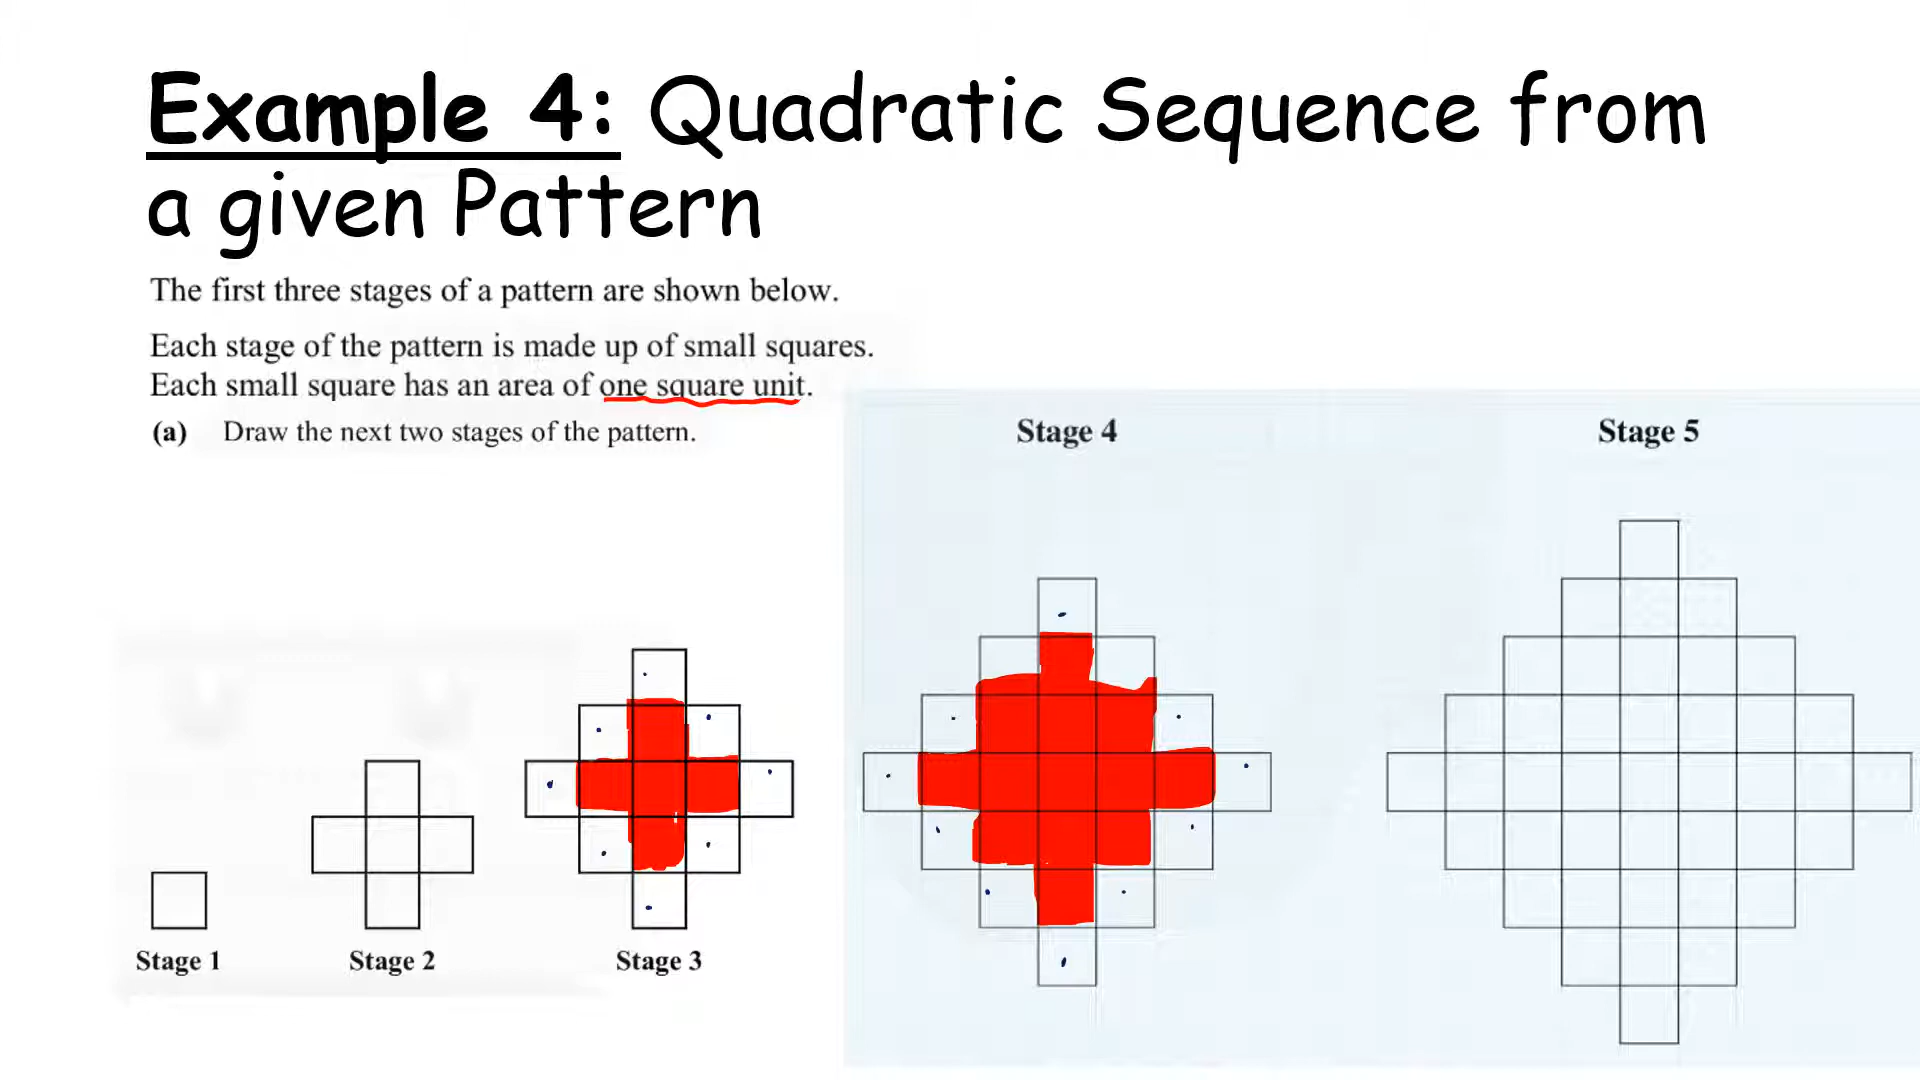 Example 4: Quadratic Sequence from
a given Pattern
The first three stages of a pattern are shown below.
Each stage of the pattern is made up of small squares.
Each small square has an area of one square unit.
(a) Draw the next two stages of the pattern.
Stage 4
Stage 5
Stage 1
Stage 2
Stage 3